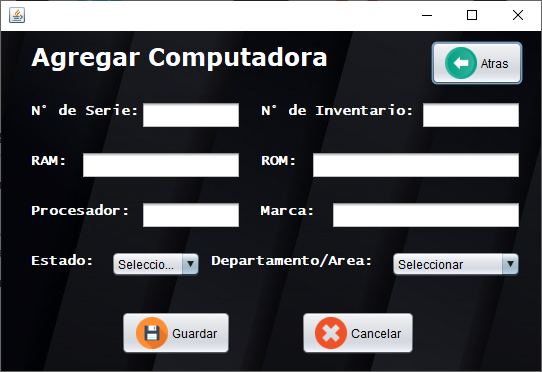 Agregar Computadora
Atras
N° de Serie: N° de Inventario:
RAM: ROM:
Procesador: Marca:
Estado: Seleccio... Departamento/Area: Seleccionar
Guardar Cancelar